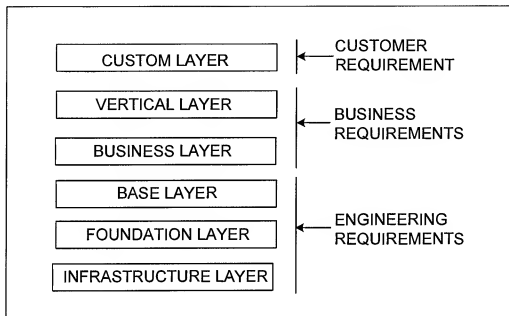 CUSTOM LAYER
CUSTOMER
REQUIREMENT
VERTICAL LAYER
BUSINESS
REQUIREMENTS
BUSINESS LAYER
BASE LAYER
FOUNDATION LAYER
ENGINEERING
REQUIREMENTS
INFRASTRUCTURE LAYER